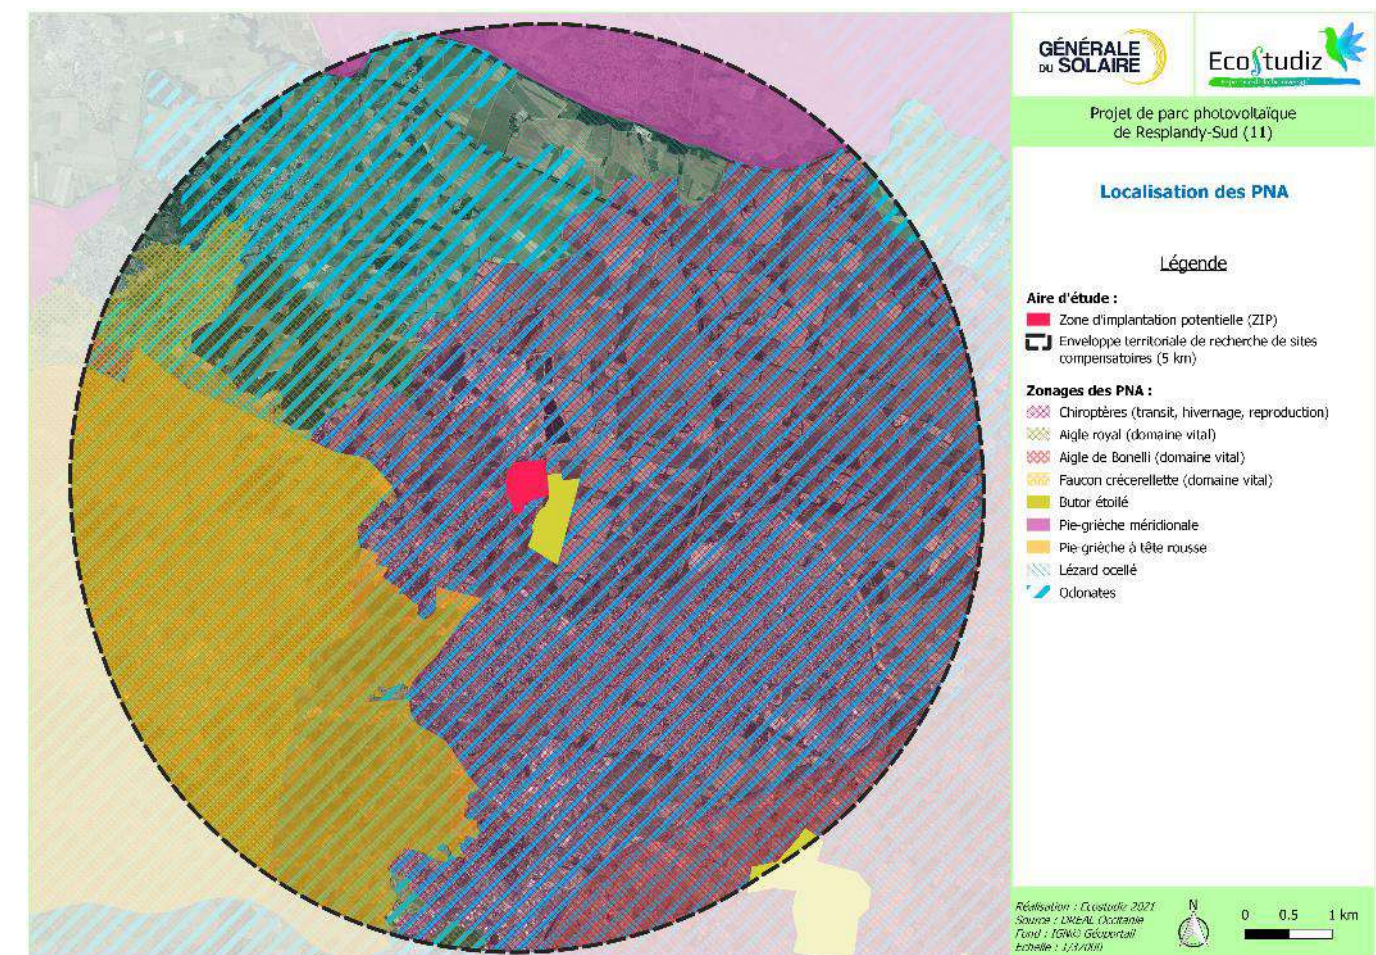 GÉNÉRALE
DU SOLAIRE
EcoStudiz
Projet de parc photovoltaïque
de Resplandy-Sud (11)
Localisation des PNA
Légende
Aire d'étude :
Zone d'implantation potentielle (ZIP)
Enveloppe territoriale de recherche de sites
compensatoires (5 km)
Zonages des PNA :
Chiroptères (transit, hivernage, reproduction)
Aigle royal (domaine vital)
Aigle de Bonelli (domaine vital)
Faucon crécerellette (domaine vital)
Butor étoilé
Pie-grièche méridionale
Pie-grièche à tête rousse
Lézard ocellé
Odonates
Réalisation : Ecostudiz 2021
Source : DREAL Occitanie
Fond : IGN© Géoportail
Echelle : 1/37000
N
0 0.5 1 km